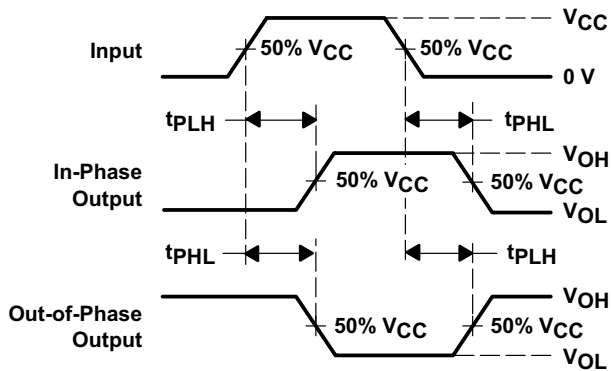 Input
50% VCC
50% VCC
VCC
0 V
tPLH
tPHL
In-Phase
Output
50% VCC
50% VCC
VOH
VOL
tPHL
tPLH
Out-of-Phase
Output
50% VCC
50% VCC
VOH
VOL